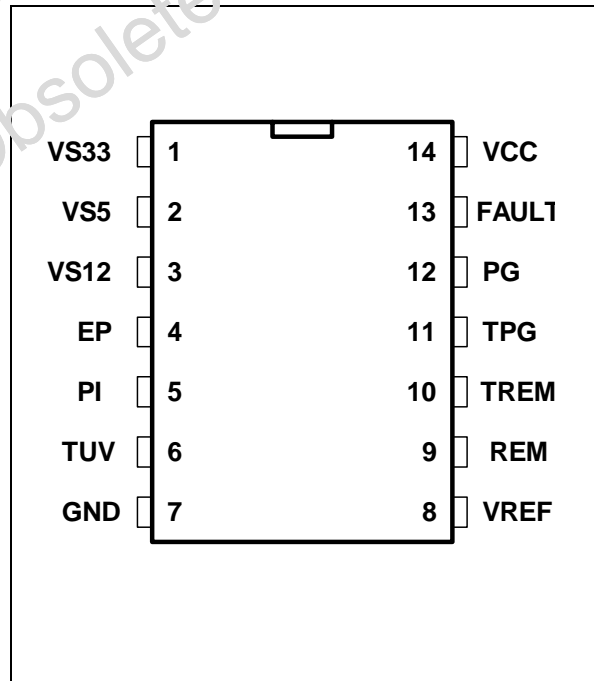 obsolete
VS33 1 14 VCC
VS5 2 13 FAULT
VS12 3 12 PG
EP 4 11 TPG
PI 5 10 TREM
TUV 6 9 REM
GND 7 8 VREF